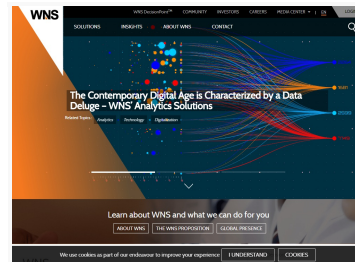 WNS
WNS DecisionPoint™ COMMUNITY INVESTORS CAREERS MEDIA CENTER EN LOGIN
SOLUTIONS INSIGHTS ABOUT WNS CONTACT
The Contemporary Digital Age is Characterized by a Data
Deluge – WNS' Analytics Solutions
Related Topics Analytics Technology Digitalization
Learn about WNS and what we can do for you
ABOUT WNS THE WNS PROPOSITION GLOBAL PRESENCE
We use cookies as part of our endeavour to improve your experience I UNDERSTAND COOKIES